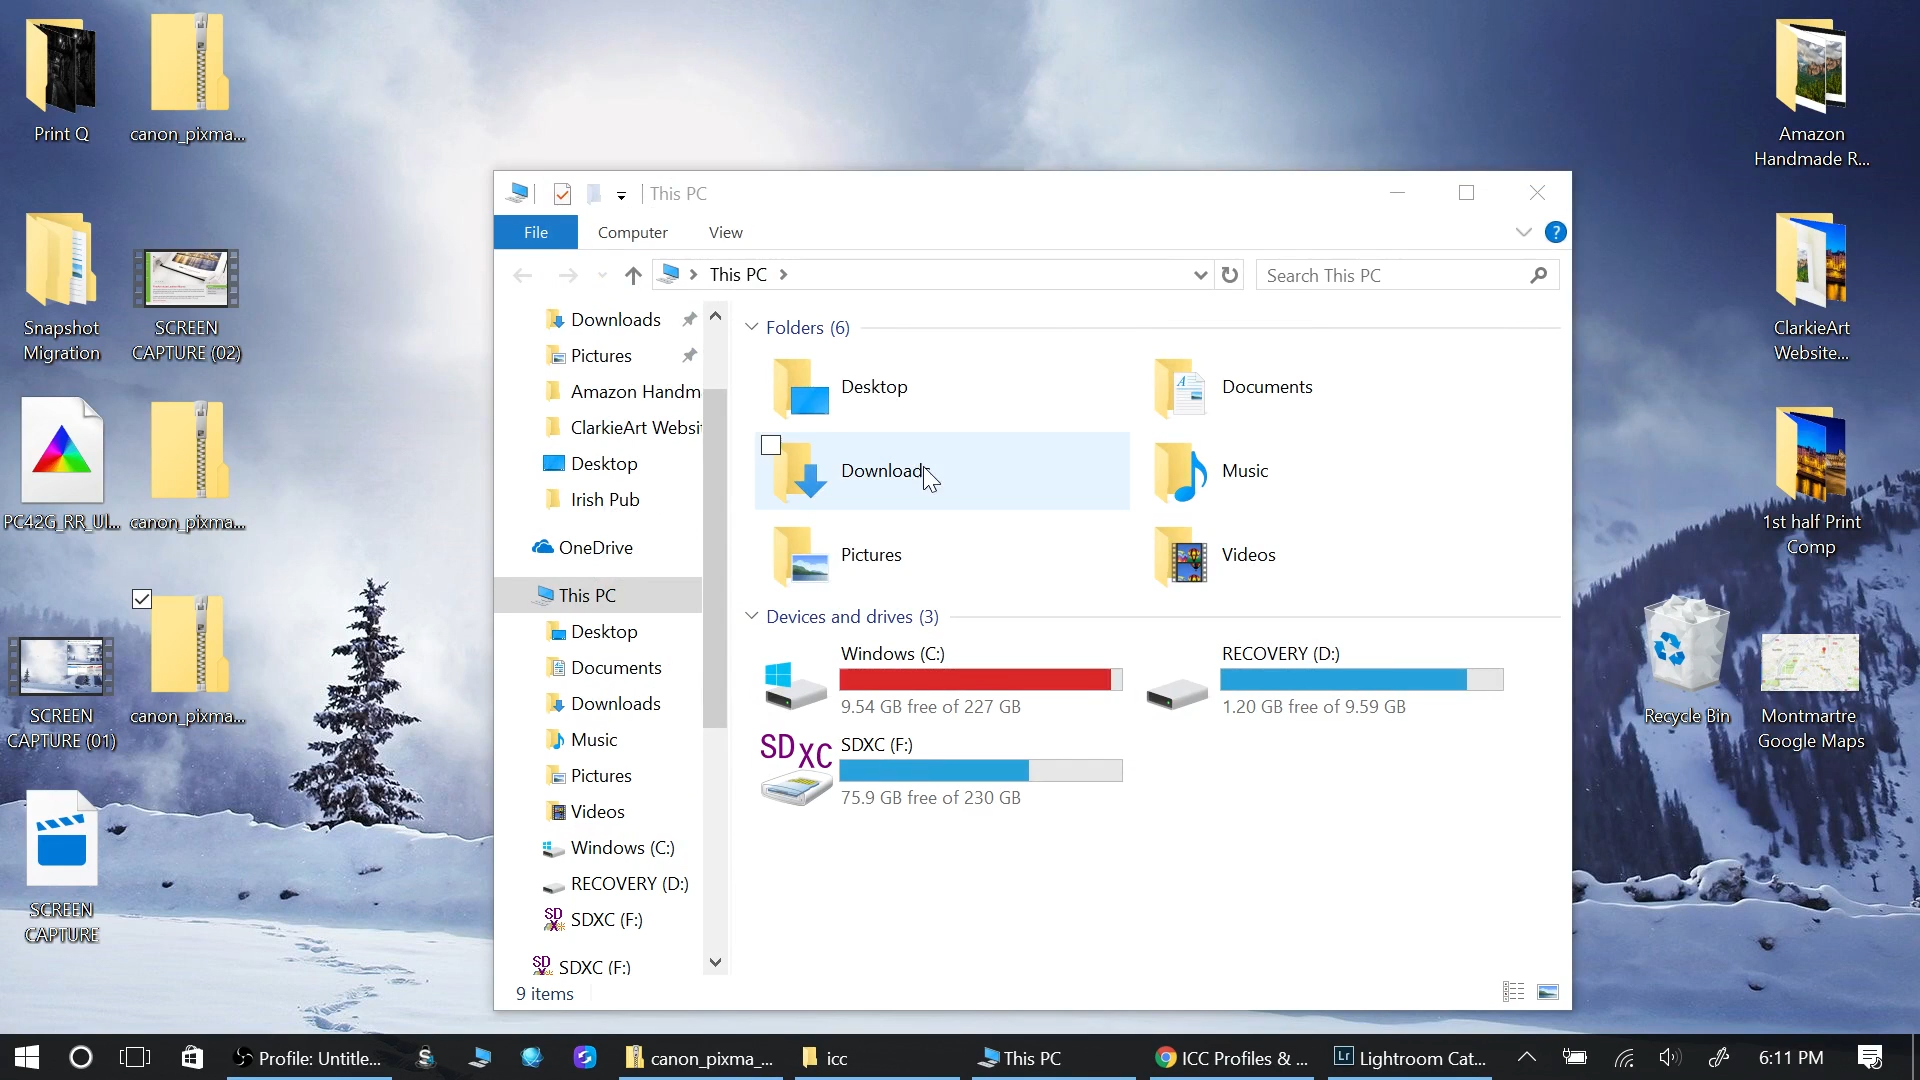 Print Q
canon_pixma...
Amazon
Handmade R...
Snapshot
Migration
SCREEN
CAPTURE (02)
ClarkieArt
Website...
PC42G_RR_Ul...
canon_pixma...
1st half Print
Comp
SCREEN
CAPTURE (01)
canon_pixma...
Recycle Bin
Montmartre
Google Maps
SCREEN
CAPTURE
This PC
File
Computer
View
?
This PC
Search This PC
Downloads
Pictures
Amazon Handm
ClarkieArt Websi
Desktop
Irish Pub
OneDrive
This PC
Desktop
Documents
Downloads
Music
Pictures
Videos
Windows (C:)
RECOVERY (D:)
SD
SDXC (F:)
SD
SDXC (F:)
Folders (6)
Desktop
Documents
Downloads
Music
Pictures
Videos
Devices and drives (3)
Windows (C:)
9.54 GB free of 227 GB
RECOVERY (D:)
1.20 GB free of 9.59 GB
SDXC
SDXC (F:)
75.9 GB free of 230 GB
9 items
Profile: Untitle...
canon_pixma_...
icc
This PC
ICC Profiles & ...
Lr
Lightroom Cat...
6:11 PM